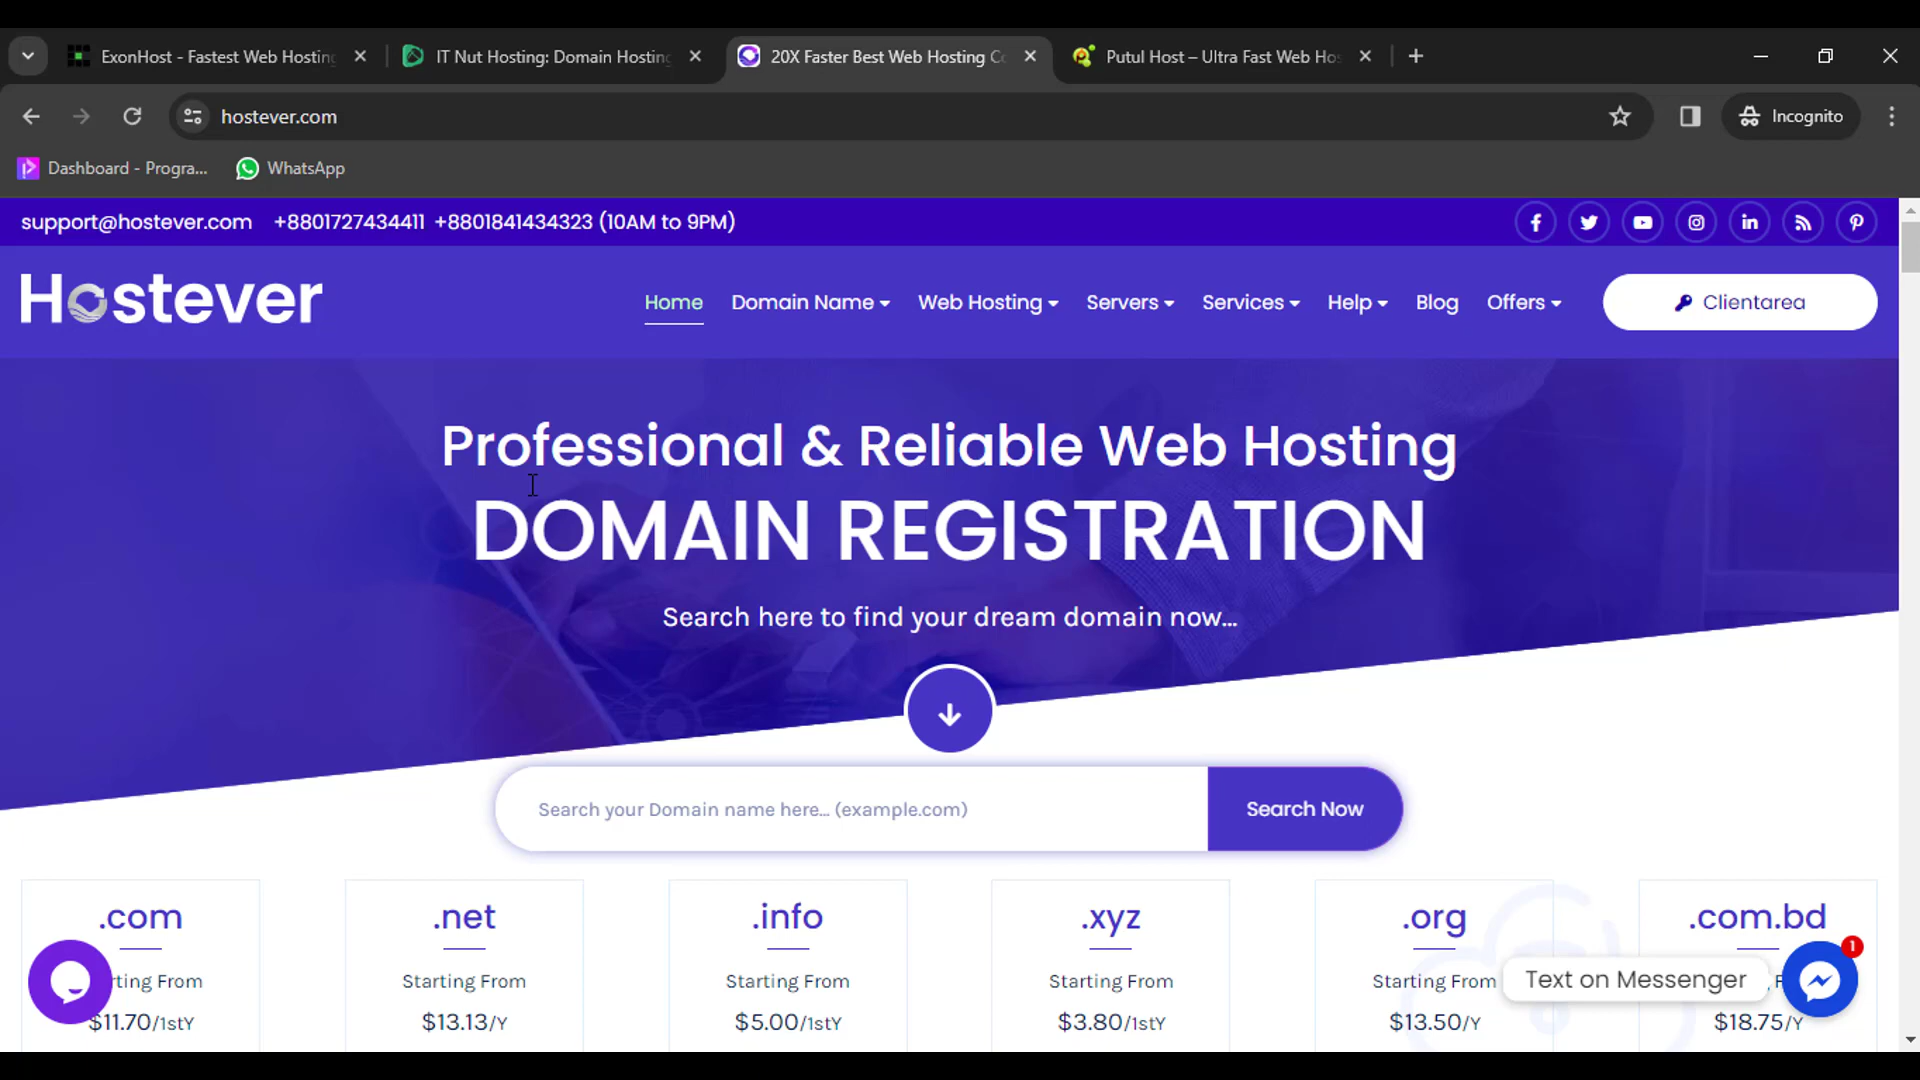 ExonHost - Fastest Web Hosting
IT Nut Hosting: Domain Hosting
20X Faster Best Web Hosting Co
Putul Host – Ultra Fast Web Hos
hostever.com
Incognito
Dashboard - Progra...
WhatsApp
support@hostever.com +8801727434411 +8801841434323 (10AM to 9PM)
Hostever
Home
Domain Name
Web Hosting
Servers
Services
Help
Blog
Offers
Clientarea
Professional & Reliable Web Hosting
DOMAIN REGISTRATION
Search here to find your dream domain now...
Search your Domain name here... (example.com)
Search Now
.com
.net
.info
.xyz
.org
.com.bd
rting From
Starting From
Starting From
Starting From
Starting From
Text on Messenger
1
$11.70/1stY
$13.13/Y
$5.00/1stY
$3.80/1stY
$13.50/Y
$18.75/Y